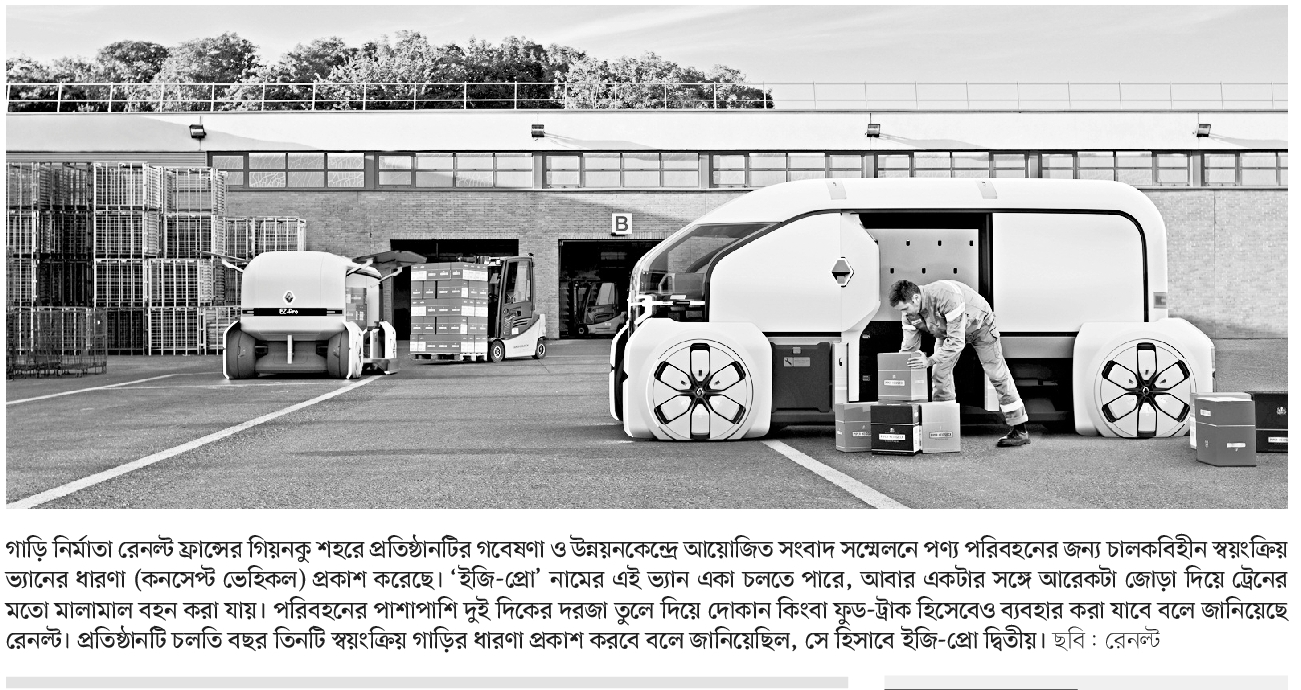 B
EZ-Pro
গাড়ি নির্মাতা রেনল্ট ফ্রান্সের গিয়নকু শহরে প্রতিষ্ঠানটির গবেষণা ও উন্নয়নকেন্দ্রে আয়োজিত সংবাদ সম্মেলনে পণ্য পরিবহনের জন্য চালকবিহীন স্বয়ংক্রিয়
ভ্যানের ধারণা (কনসেপ্ট ভেহিকল) প্রকাশ করেছে। ‘ইজি-প্রো’ নামের এই ভ্যান একা চলতে পারে, আবার একটার সঙ্গে আরেকটা জোড়া দিয়ে ট্রেনের
মতো মালামাল বহন করা যায়। পরিবহনের পাশাপাশি দুই দিকের দরজা তুলে দিয়ে দোকান কিংবা ফুড-ট্রাক হিসেবেও ব্যবহার করা যাবে বলে জানিয়েছে
রেনল্ট। প্রতিষ্ঠানটি চলতি বছর তিনটি স্বয়ংক্রিয় গাড়ির ধারণা প্রকাশ করবে বলে জানিয়েছিল, সে হিসাবে ইজি-প্রো দ্বিতীয়। ছবি : রেনল্ট